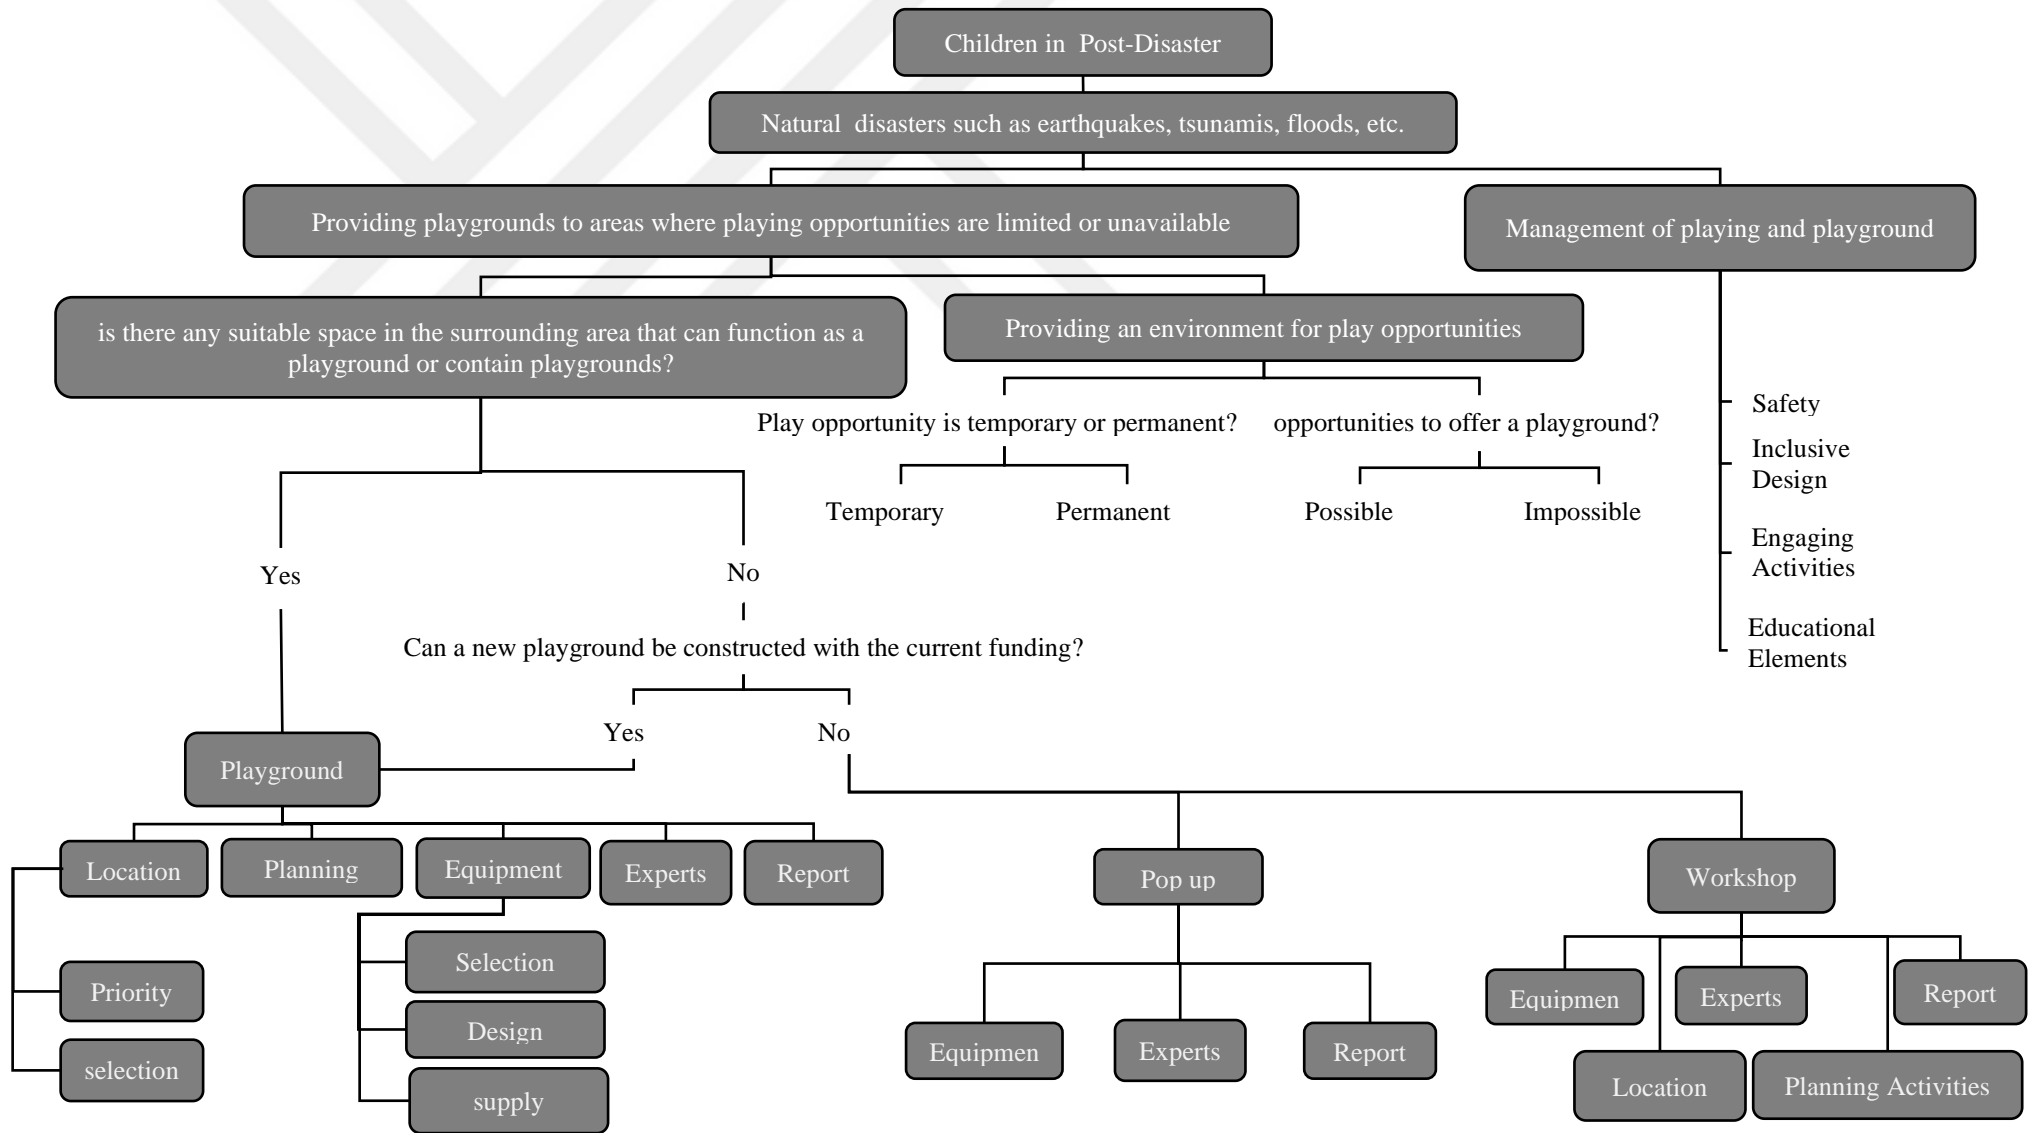 Children in Post-Disaster
Natural disasters such as earthquakes, tsunamis, floods, etc.
Providing playgrounds to areas where playing opportunities are limited or unavailable
Management of playing and playground
is there any suitable space in the surrounding area that can function as a
playground or contain playgrounds?
Providing an environment for play opportunities
Play opportunity is temporary or permanent?
opportunities to offer a playground?
Temporary
Permanent
Possible
Impossible
Safety
Inclusive
Design
Engaging
Activities
Educational
Elements
Yes
No
Can a new playground be constructed with the current funding?
Yes
No
Playground
Location
Planning
Equipment
Experts
Report
Priority
selection
Selection
Design
supply
Pop up
Equipmen
Experts
Report
Workshop
Equipmen
Experts
Report
Location
Planning Activities